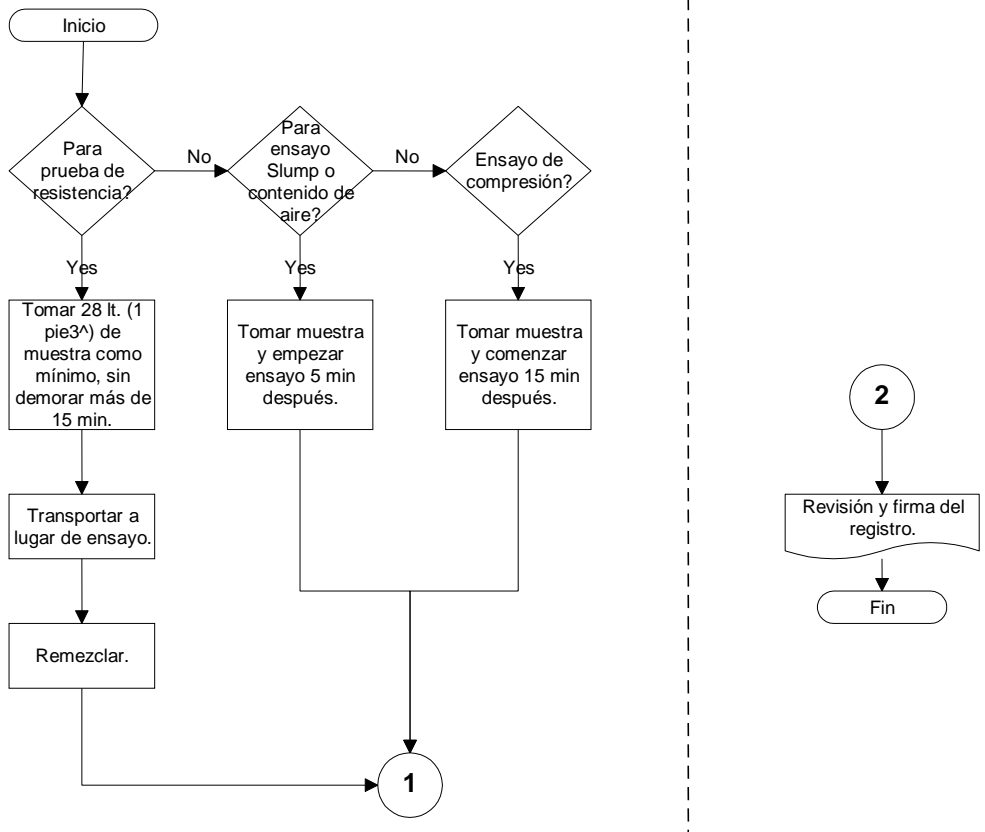 Inicio
Para
prueba de
resistencia?
No
Para
ensayo
Slump o
contenido de
aire?
No
Ensayo de
compresión?
Yes
Yes
Yes
Tomar 28 lt. (1
pie3^) de
muestra como
mínimo, sin
demorar más de
15 min.
Tomar muestra
y empezar
ensayo 5 min
después.
Tomar muestra
y comenzar
ensayo 15 min
después.
Transportar a
lugar de ensayo.
Remezclar.
1
2
Revisión y firma del
registro.
Fin